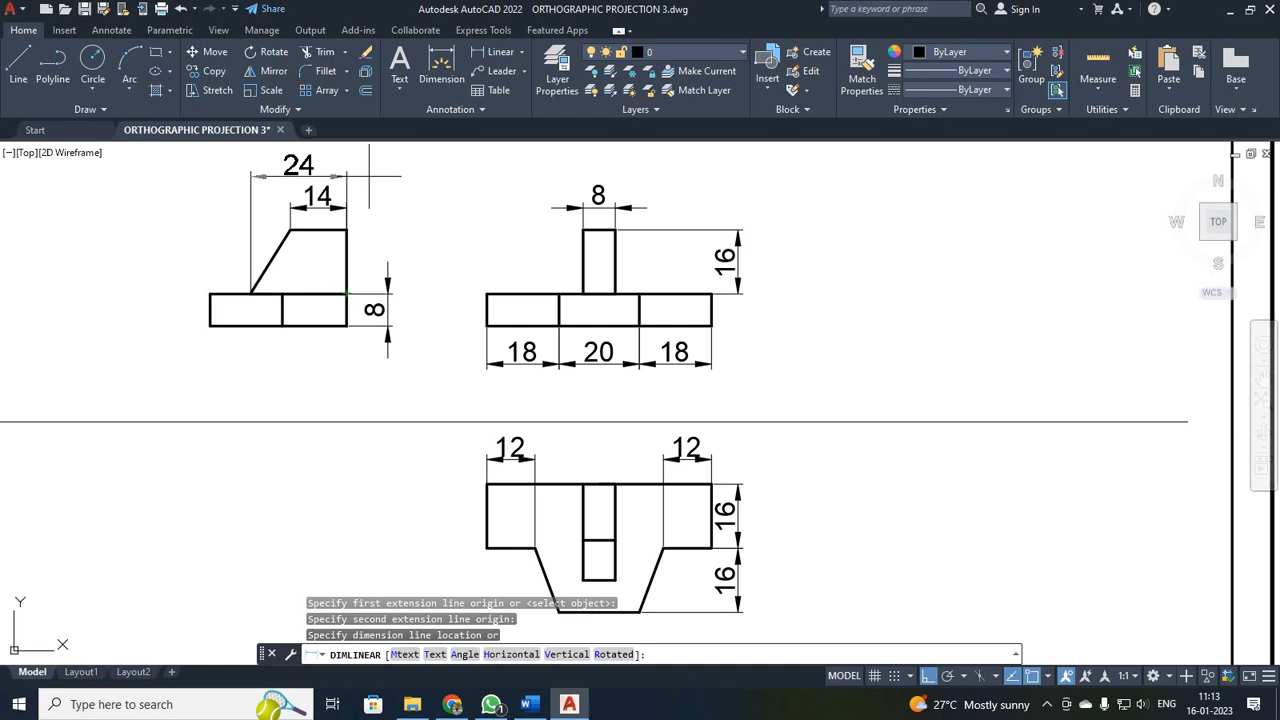 Share Autodesk AutoCAD 2022 ORTHOGRAPHIC PROJECTION 3.dwg Type a keyword or phrase Sign In
Home Insert Annotate Parametric View Manage Output Add-ins Collaborate Express Tools Featured Apps
Line Polyline Circle Arc
Move Rotate Trim
Copy Mirror Fillet
Stretch Scale Array
Text Dimension
Linear
Leader
Table
Layer Properties
0
Make Current
Match Layer
Insert
Create
Edit
Match Properties
ByLayer
ByLayer
ByLayer
Group Measure Paste Base
Draw Modify Annotation Layers Block Properties Groups Utilities Clipboard View
Start ORTHOGRAPHIC PROJECTION 3*
[−][Top][2D Wireframe]
24
14
8
8
16
18 20 18
N
W TOP E
S
WCS
12 12
16
16
Y
X
Specify first extension line origin or <select object>:
Specify second extension line origin:
Specify dimension line location or
DIMLINEAR [Mtext Text Angle Horizontal Vertical Rotated]:
Model Layout1 Layout2 MODEL 1:1
Type here to search
27°C Mostly sunny ENG
11:13
16-01-2023